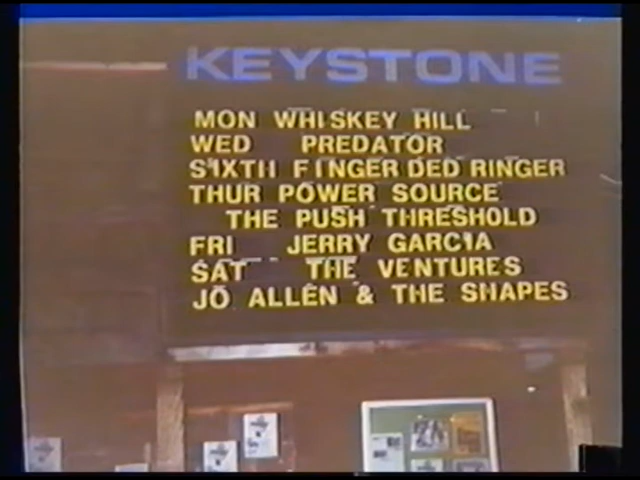 KEYSTONE
MON WHISKEY HILL
WED PREDATOR
SIXTH FINGER DED RINGER
THUR POWER SOURCE
THE PUSH THRESHOLD
FRI JERRY GARCIA
SAT THE VENTURES
JO ALLEN & THE SHAPES